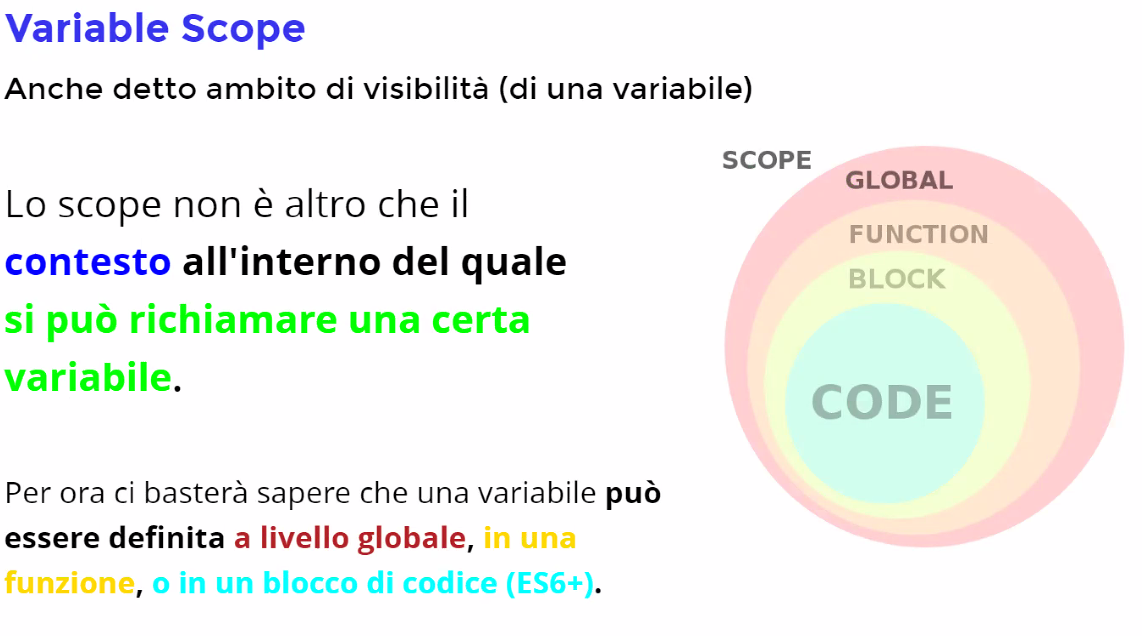 Variable Scope
Anche detto ambito di visibilità (di una variabile)
Lo scope non è altro che il
contesto all'interno del quale
si può richiamare una certa
variabile.
Per ora ci basterà sapere che una variabile può
essere definita a livello globale, in una
funzione, o in un blocco di codice (ES6+).
SCOPE
GLOBAL
FUNCTION
BLOCK
CODE